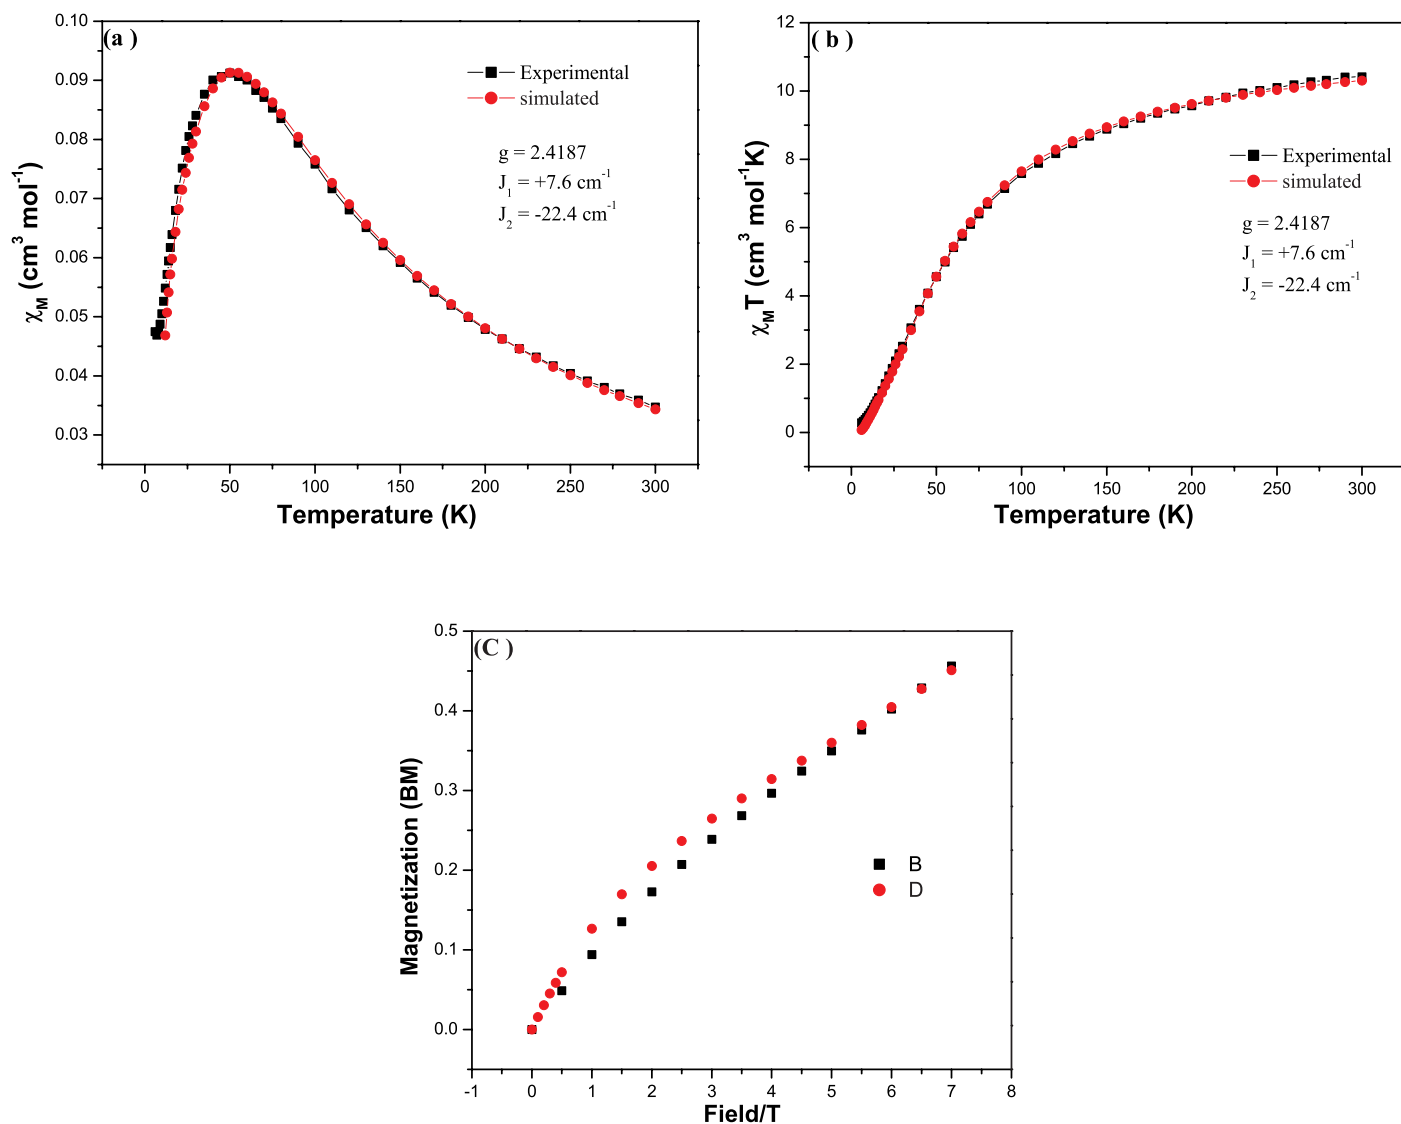 (a)
0.10
0.09
0.08
0.07
0.06
0.05
0.04
0.03
χM (cm3 mol-1)
Experimental
simulated
g = 2.4187
J1 = +7.6 cm-1
J2 = -22.4 cm-1
0 50 100 150 200 250 300
Temperature (K)
( b )
12
10
8
6
4
2
0
χMT (cm3 mol-1K)
Experimental
simulated
g = 2.4187
J1 = +7.6 cm-1
J2 = -22.4 cm-1
0 50 100 150 200 250 300
Temperature (K)
(C )
0.5
0.4
0.3
0.2
0.1
0.0
Magnetization (BM)
B
D
-1 0 1 2 3 4 5 6 7 8
Field/T